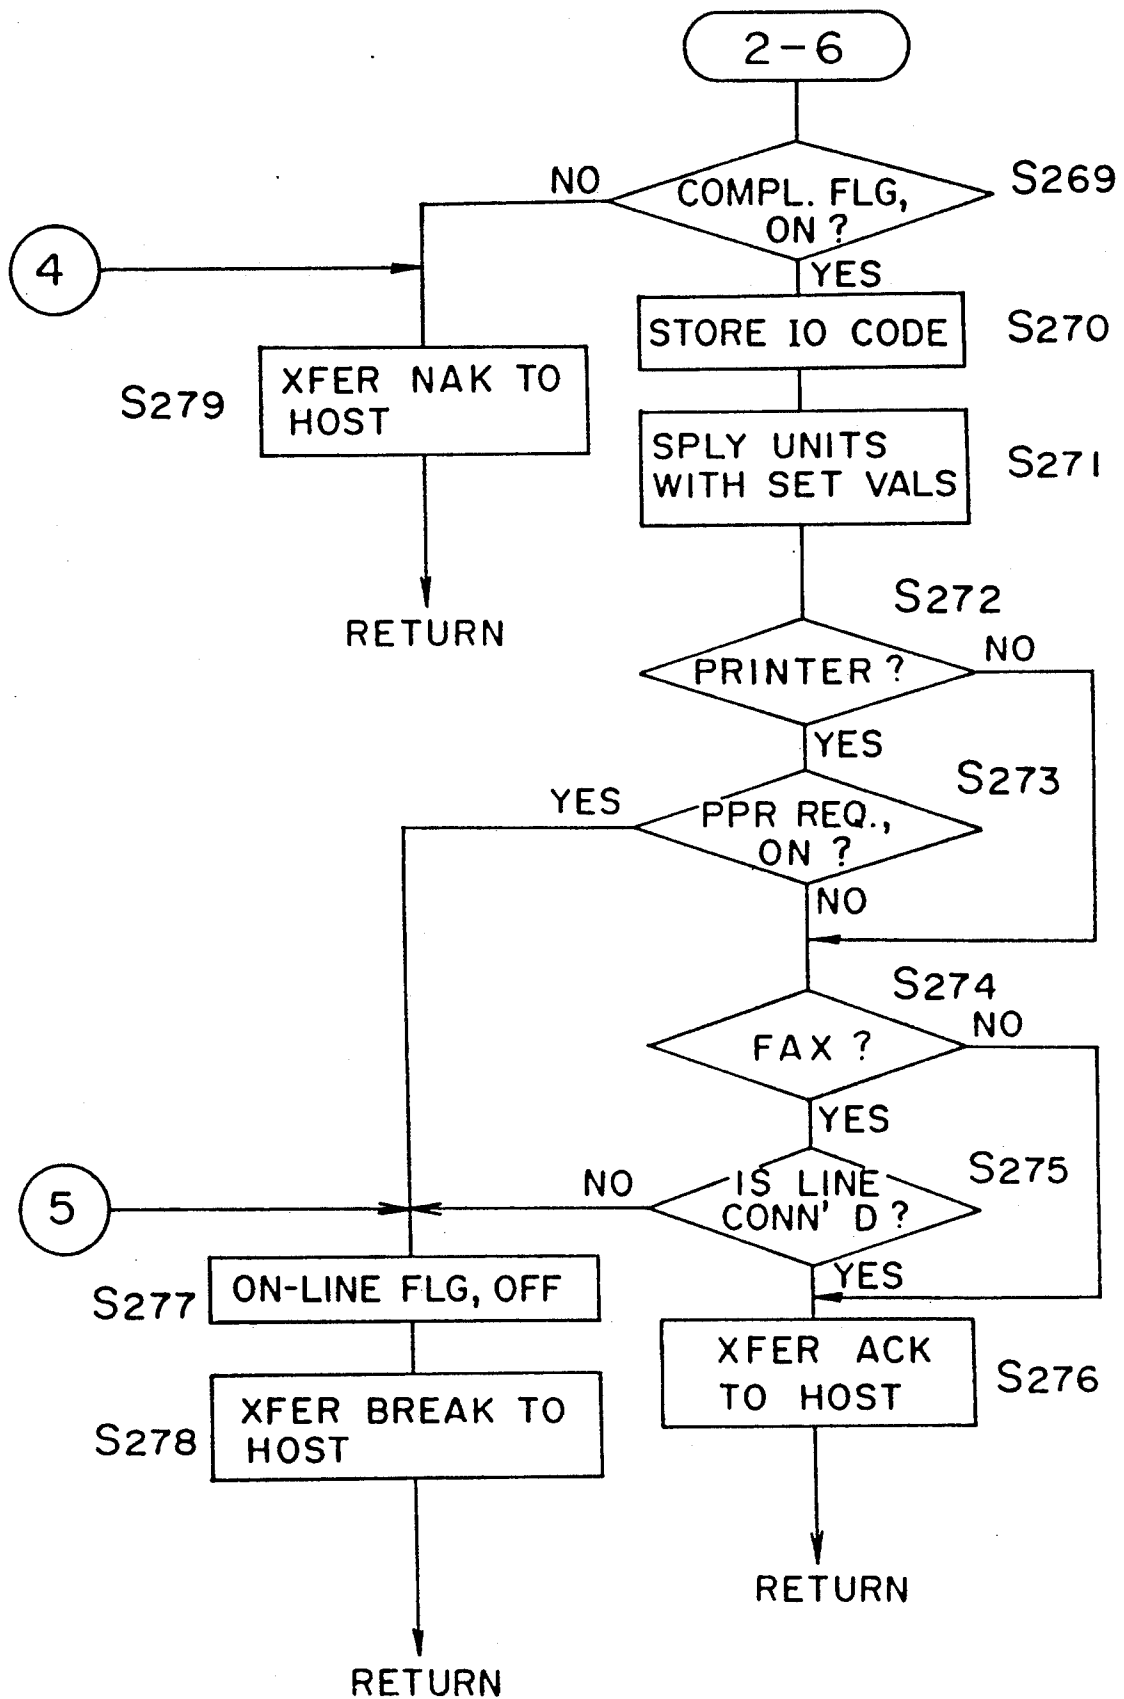 2-6
NO
COMPL. FLG,
ON?
S269
4
YES
STORE IO CODE
S270
XFER NAK TO
HOST
S279
SPLY UNITS
WITH SET VALS
S271
RETURN
S272
PRINTER?
NO
YES
S273
YES
PPR REQ.,
ON?
NO
S274
FAX?
NO
YES
S275
5
NO
IS LINE
CONN'D?
YES
ON-LINE FLG, OFF
S277
XFER ACK
TO HOST
S276
XFER BREAK TO
HOST
S278
RETURN
RETURN